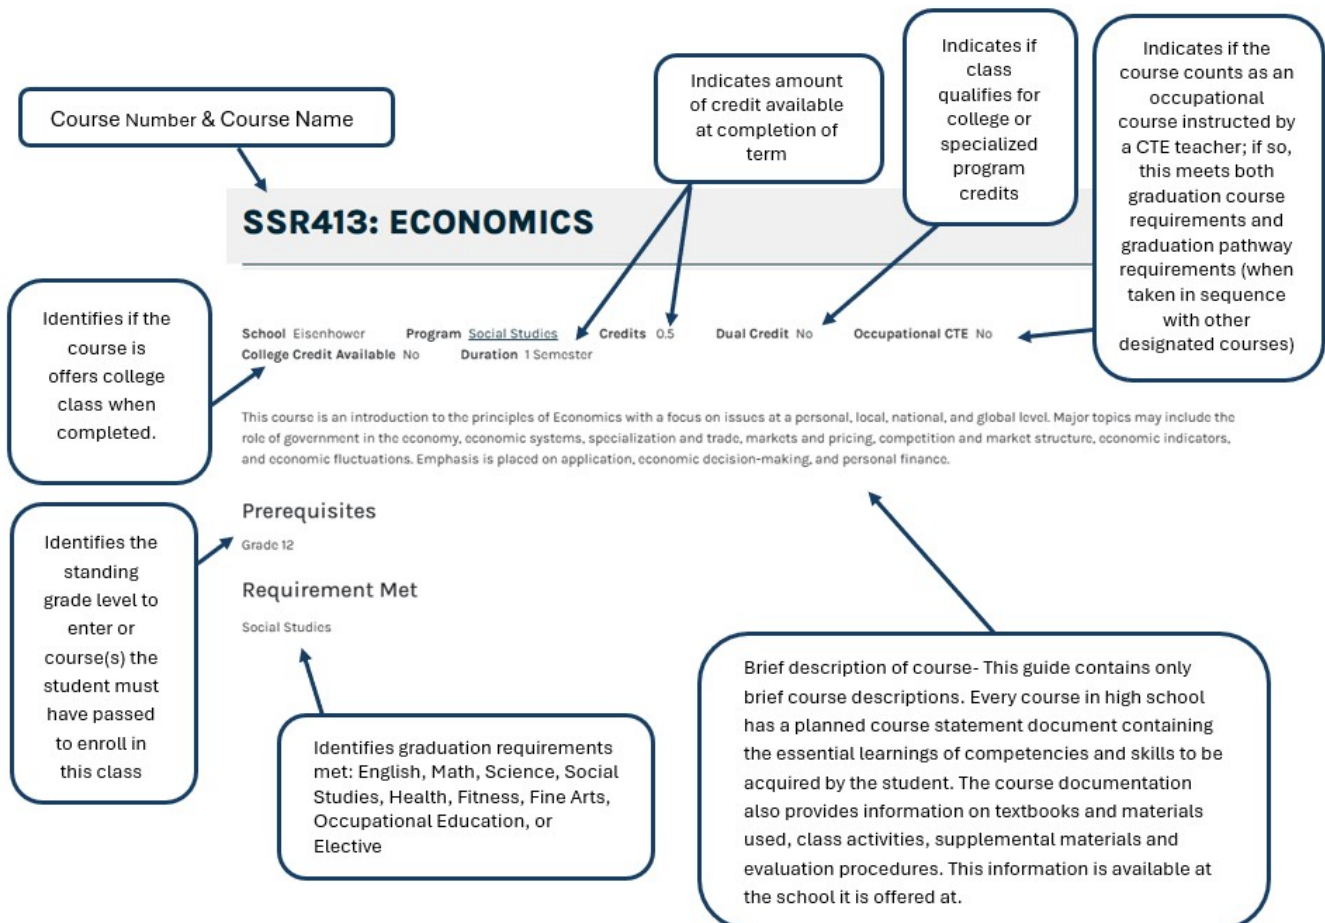 Course Number & Course Name
Indicates amount
of credit available
at completion of
term
Indicates if
class
qualifies for
college or
specialized
program
credits
Indicates if the
course counts as an
occupational
course instructed by
a CTE teacher; if so,
this meets both
graduation course
requirements and
graduation pathway
requirements (when
taken in sequence
with other
designated courses)
SSR413: ECONOMICS
Identifies if the
course is
offers college
class when
completed.
School Eisenhower Program Social Studies Credits 0.5 Dual Credit No Occupational CTE No
College Credit Available No Duration 1 Semester
This course is an introduction to the principles of Economics with a focus on issues at a personal, local, national, and global level. Major topics may include the
role of government in the economy, economic systems, specialization and trade, markets and pricing, competition and market structure, economic indicators,
and economic fluctuations. Emphasis is placed on application, economic decision-making, and personal finance.
Prerequisites
Grade 12
Identifies the
standing
grade level to
enter or
course(s) the
student must
have passed
to enroll in
this class
Requirement Met
Social Studies
Identifies graduation requirements
met: English, Math, Science, Social
Studies, Health, Fitness, Fine Arts,
Occupational Education, or
Elective
Brief description of course- This guide contains only
brief course descriptions. Every course in high school
has a planned course statement document containing
the essential learnings of competencies and skills to be
acquired by the student. The course documentation
also provides information on textbooks and materials
used, class activities, supplemental materials and
evaluation procedures. This information is available at
the school it is offered at.